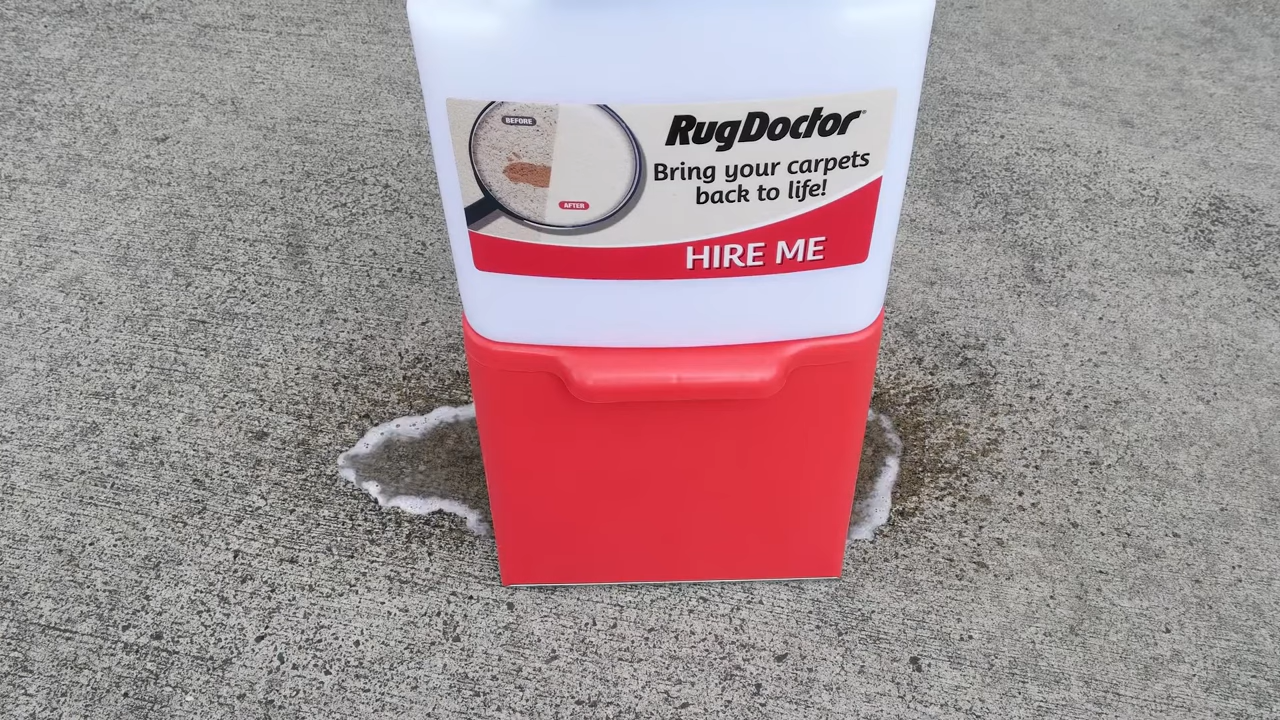 BEFORE
AFTER
RugDoctor®
Bring your carpets
back to life!
HIRE ME